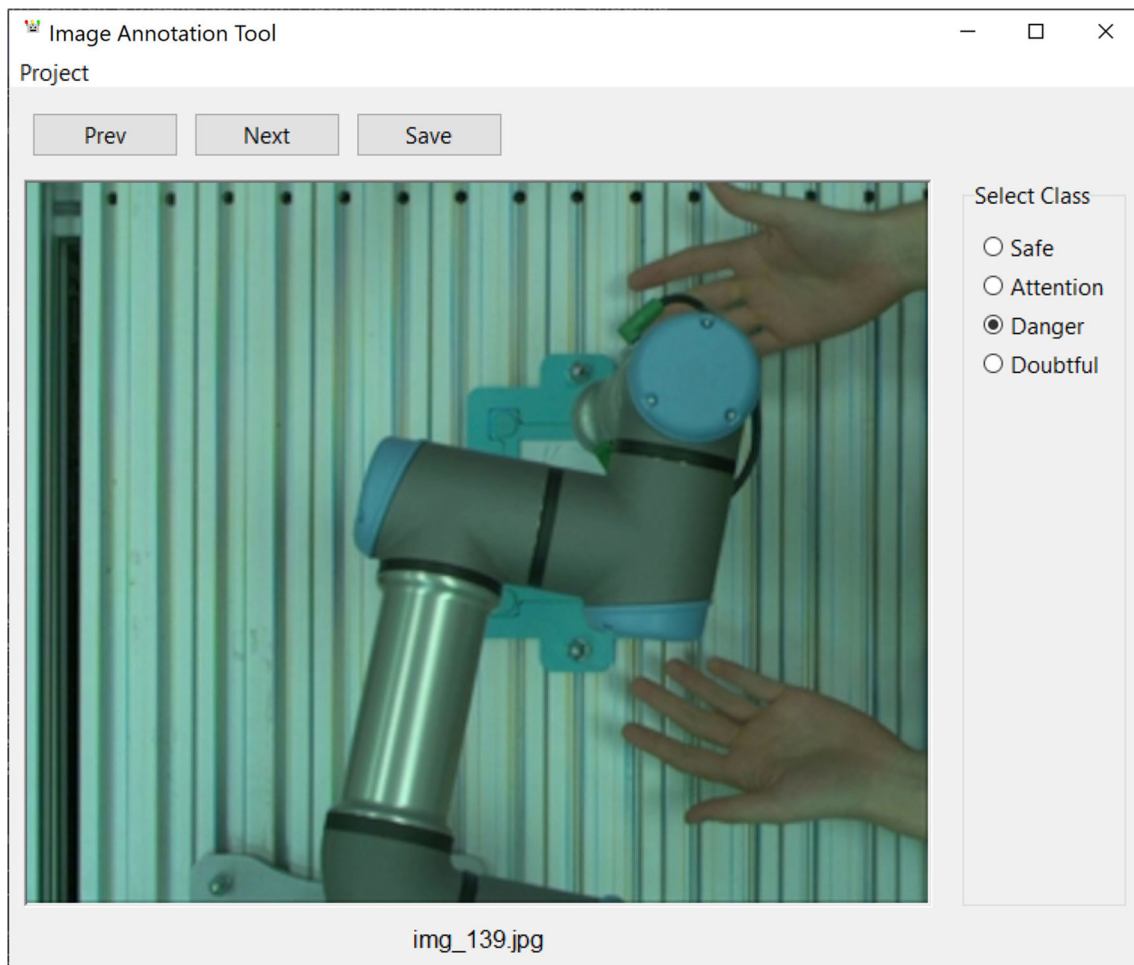 Image Annotation Tool
Project
Prev Next Save
Select Class
Safe
Attention
Danger
Doubtful
img_139.jpg